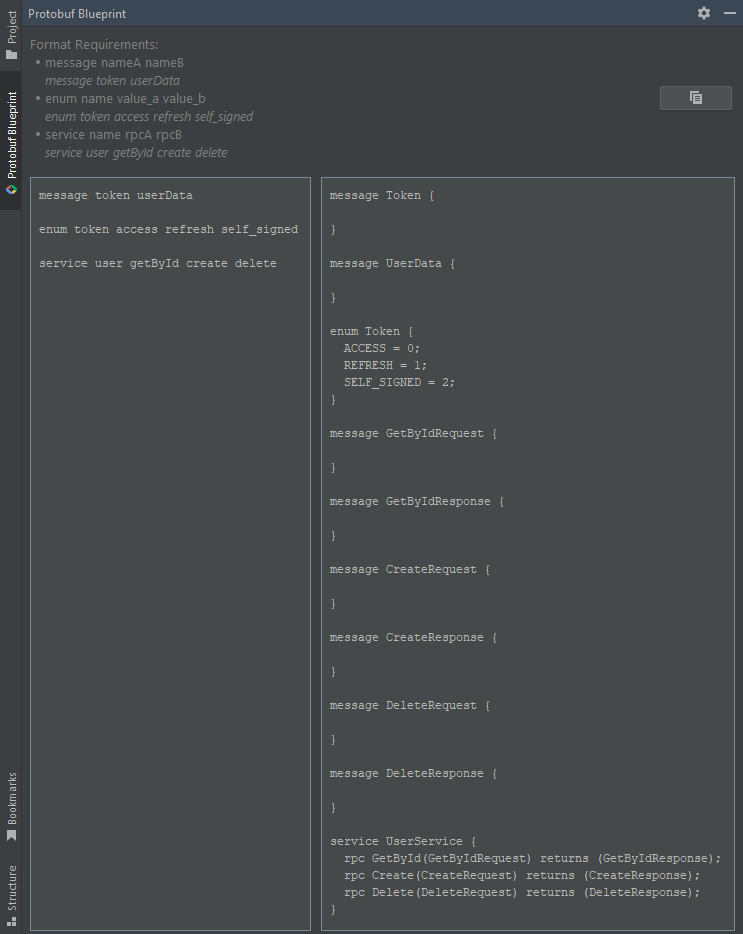 Project
Protobuf Blueprint
Bookmarks
Structure
Protobuf Blueprint
Format Requirements:
• message nameA nameB
message token userData
• enum name value_a value_b
enum token access refresh self_signed
• service name rpcA rpcB
service user getById create delete
message token userData
enum token access refresh self_signed
service user getById create delete
message Token {
}
message UserData {
}
enum Token {
  ACCESS = 0;
  REFRESH = 1;
  SELF_SIGNED = 2;
}
message GetByIdRequest {
}
message GetByIdResponse {
}
message CreateRequest {
}
message CreateResponse {
}
message DeleteRequest {
}
message DeleteResponse {
}
service UserService {
  rpc GetById(GetByIdRequest) returns (GetByIdResponse);
  rpc Create(CreateRequest) returns (CreateResponse);
  rpc Delete(DeleteRequest) returns (DeleteResponse);
}